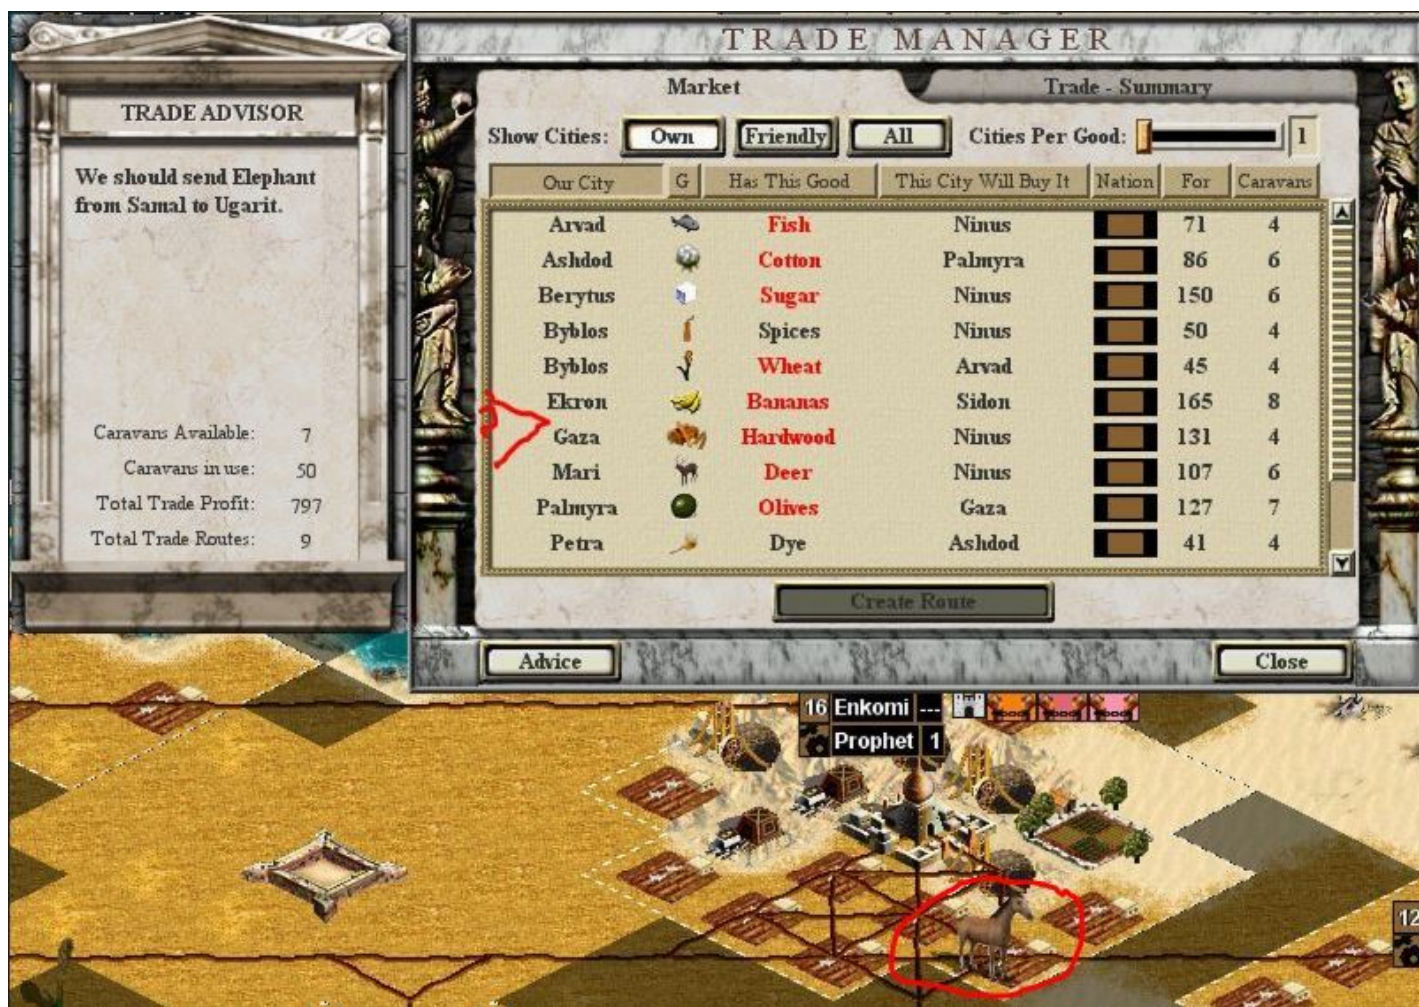 TRADE ADVISOR
We should send Elephant
from Samal to Ugarit.
Caravans Available: 7
Caravans in use: 50
Total Trade Profit: 797
Total Trade Routes: 9
TRADE MANAGER
Market Trade - Summary
Show Cities: Own Friendly All Cities Per Good: 1
Our City G Has This Good This City Will Buy It Nation For Caravans
Arvad Fish Ninus 71 4
Ashdod Cotton Palmyra 86 6
Berytus Sugar Ninus 150 6
Byblos Spices Ninus 50 4
Byblos Wheat Arvad 45 4
Ekron Bananas Sidon 165 8
Gaza Hardwood Ninus 131 4
Mari Deer Ninus 107 6
Palmyra Olives Gaza 127 7
Petra Dye Ashdod 41 4
Create Route
Advice Close
16 Enkomi ---
Prophet 1
12